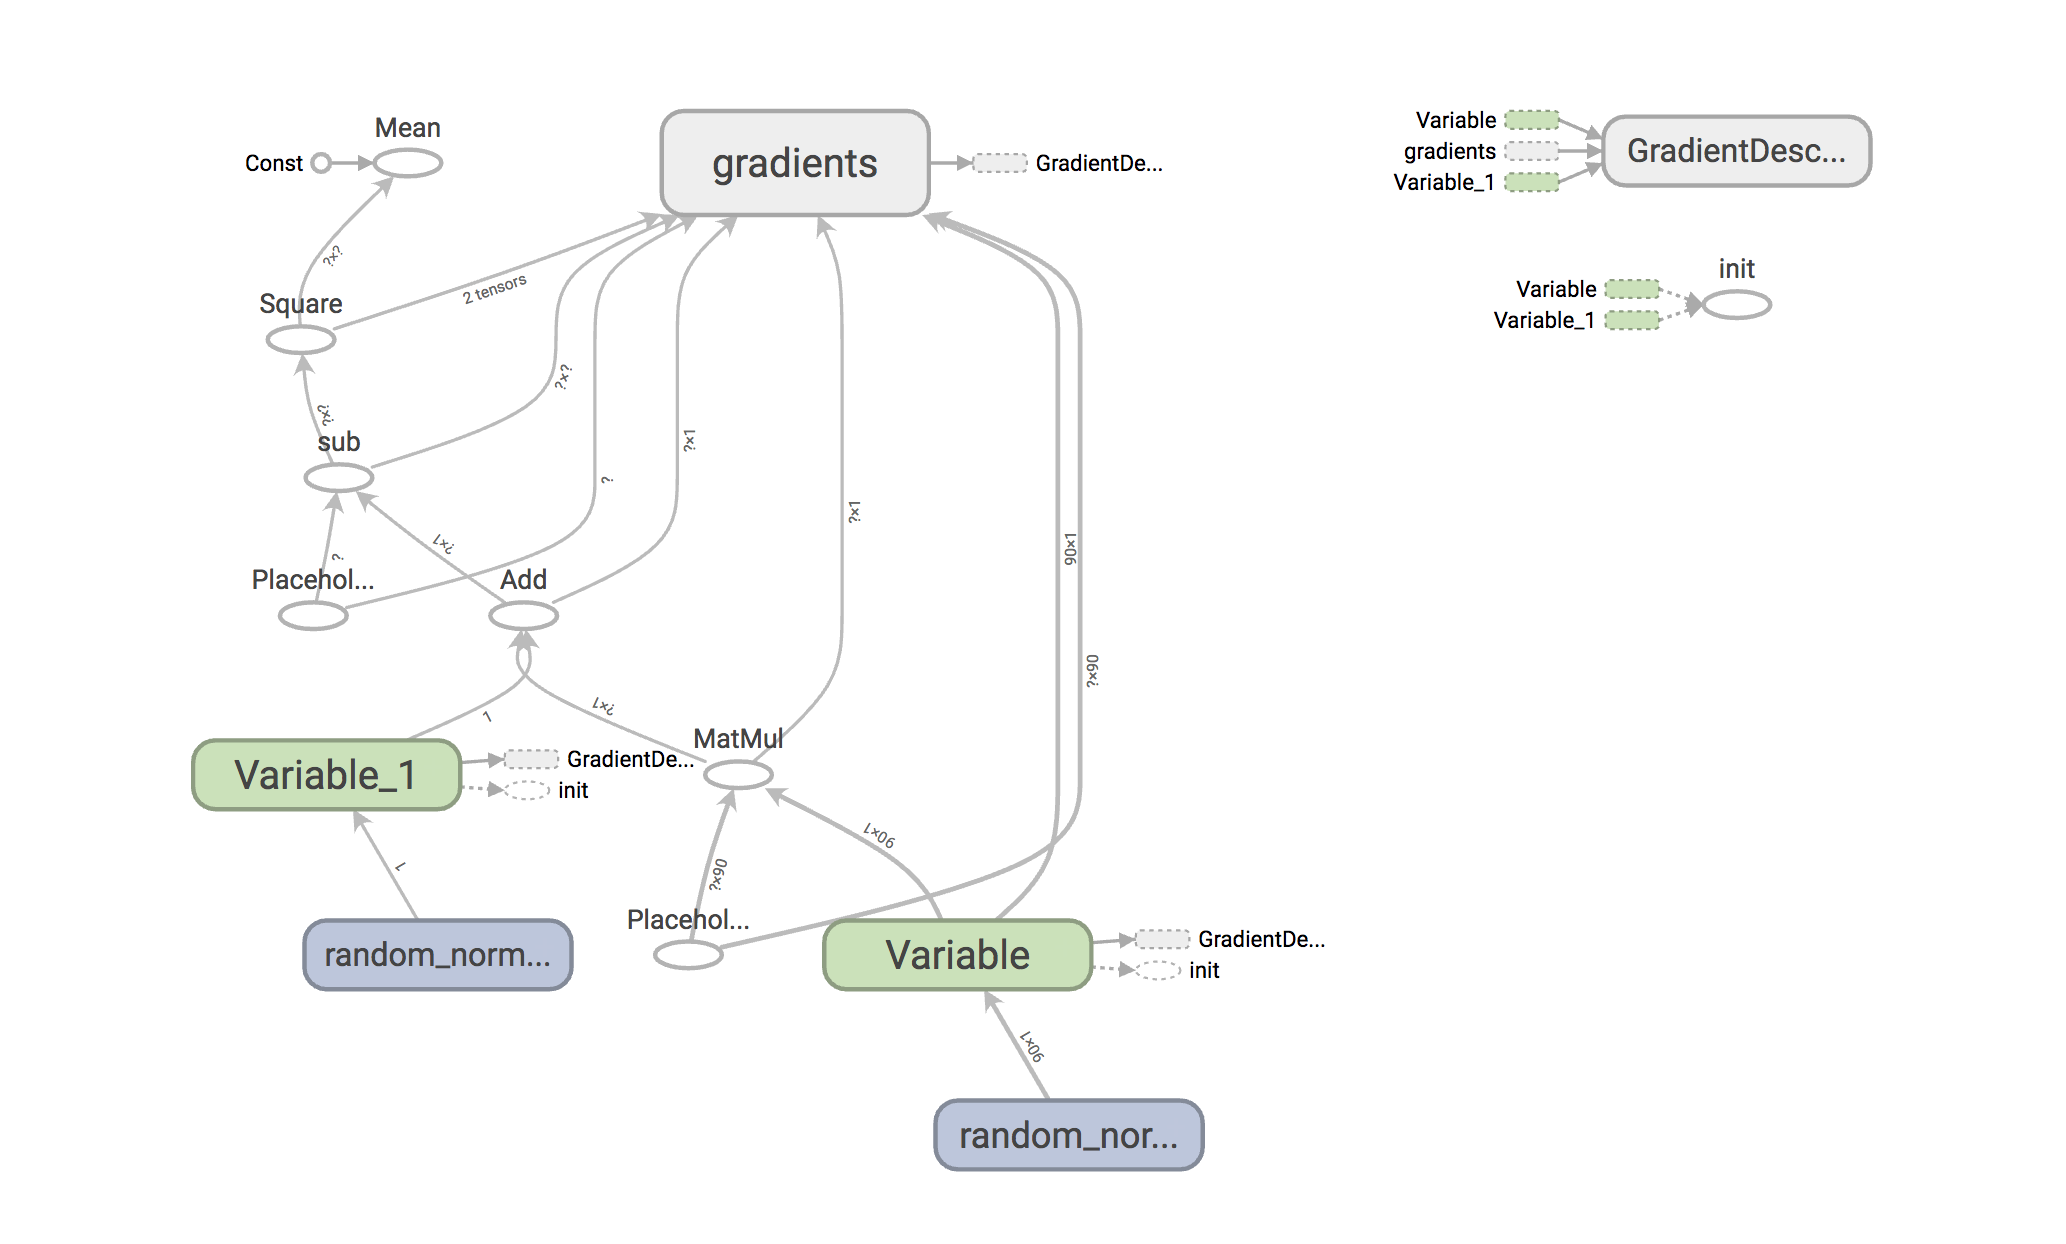 Mean
Const
gradients
GradientDe...
Variable
gradients
Variable_1
GradientDesc...
init
Variable
Variable_1
?×?
2 tensors
Square
?×?
?×?
sub
?×1
?
?×1
?×1
90×1
?
Placehol...
Add
?×90
?×1
1
MatMul
Variable_1
GradientDe...
init
90×1
?×90
1
Placehol...
random_norm...
Variable
GradientDe...
init
90×1
random_nor...